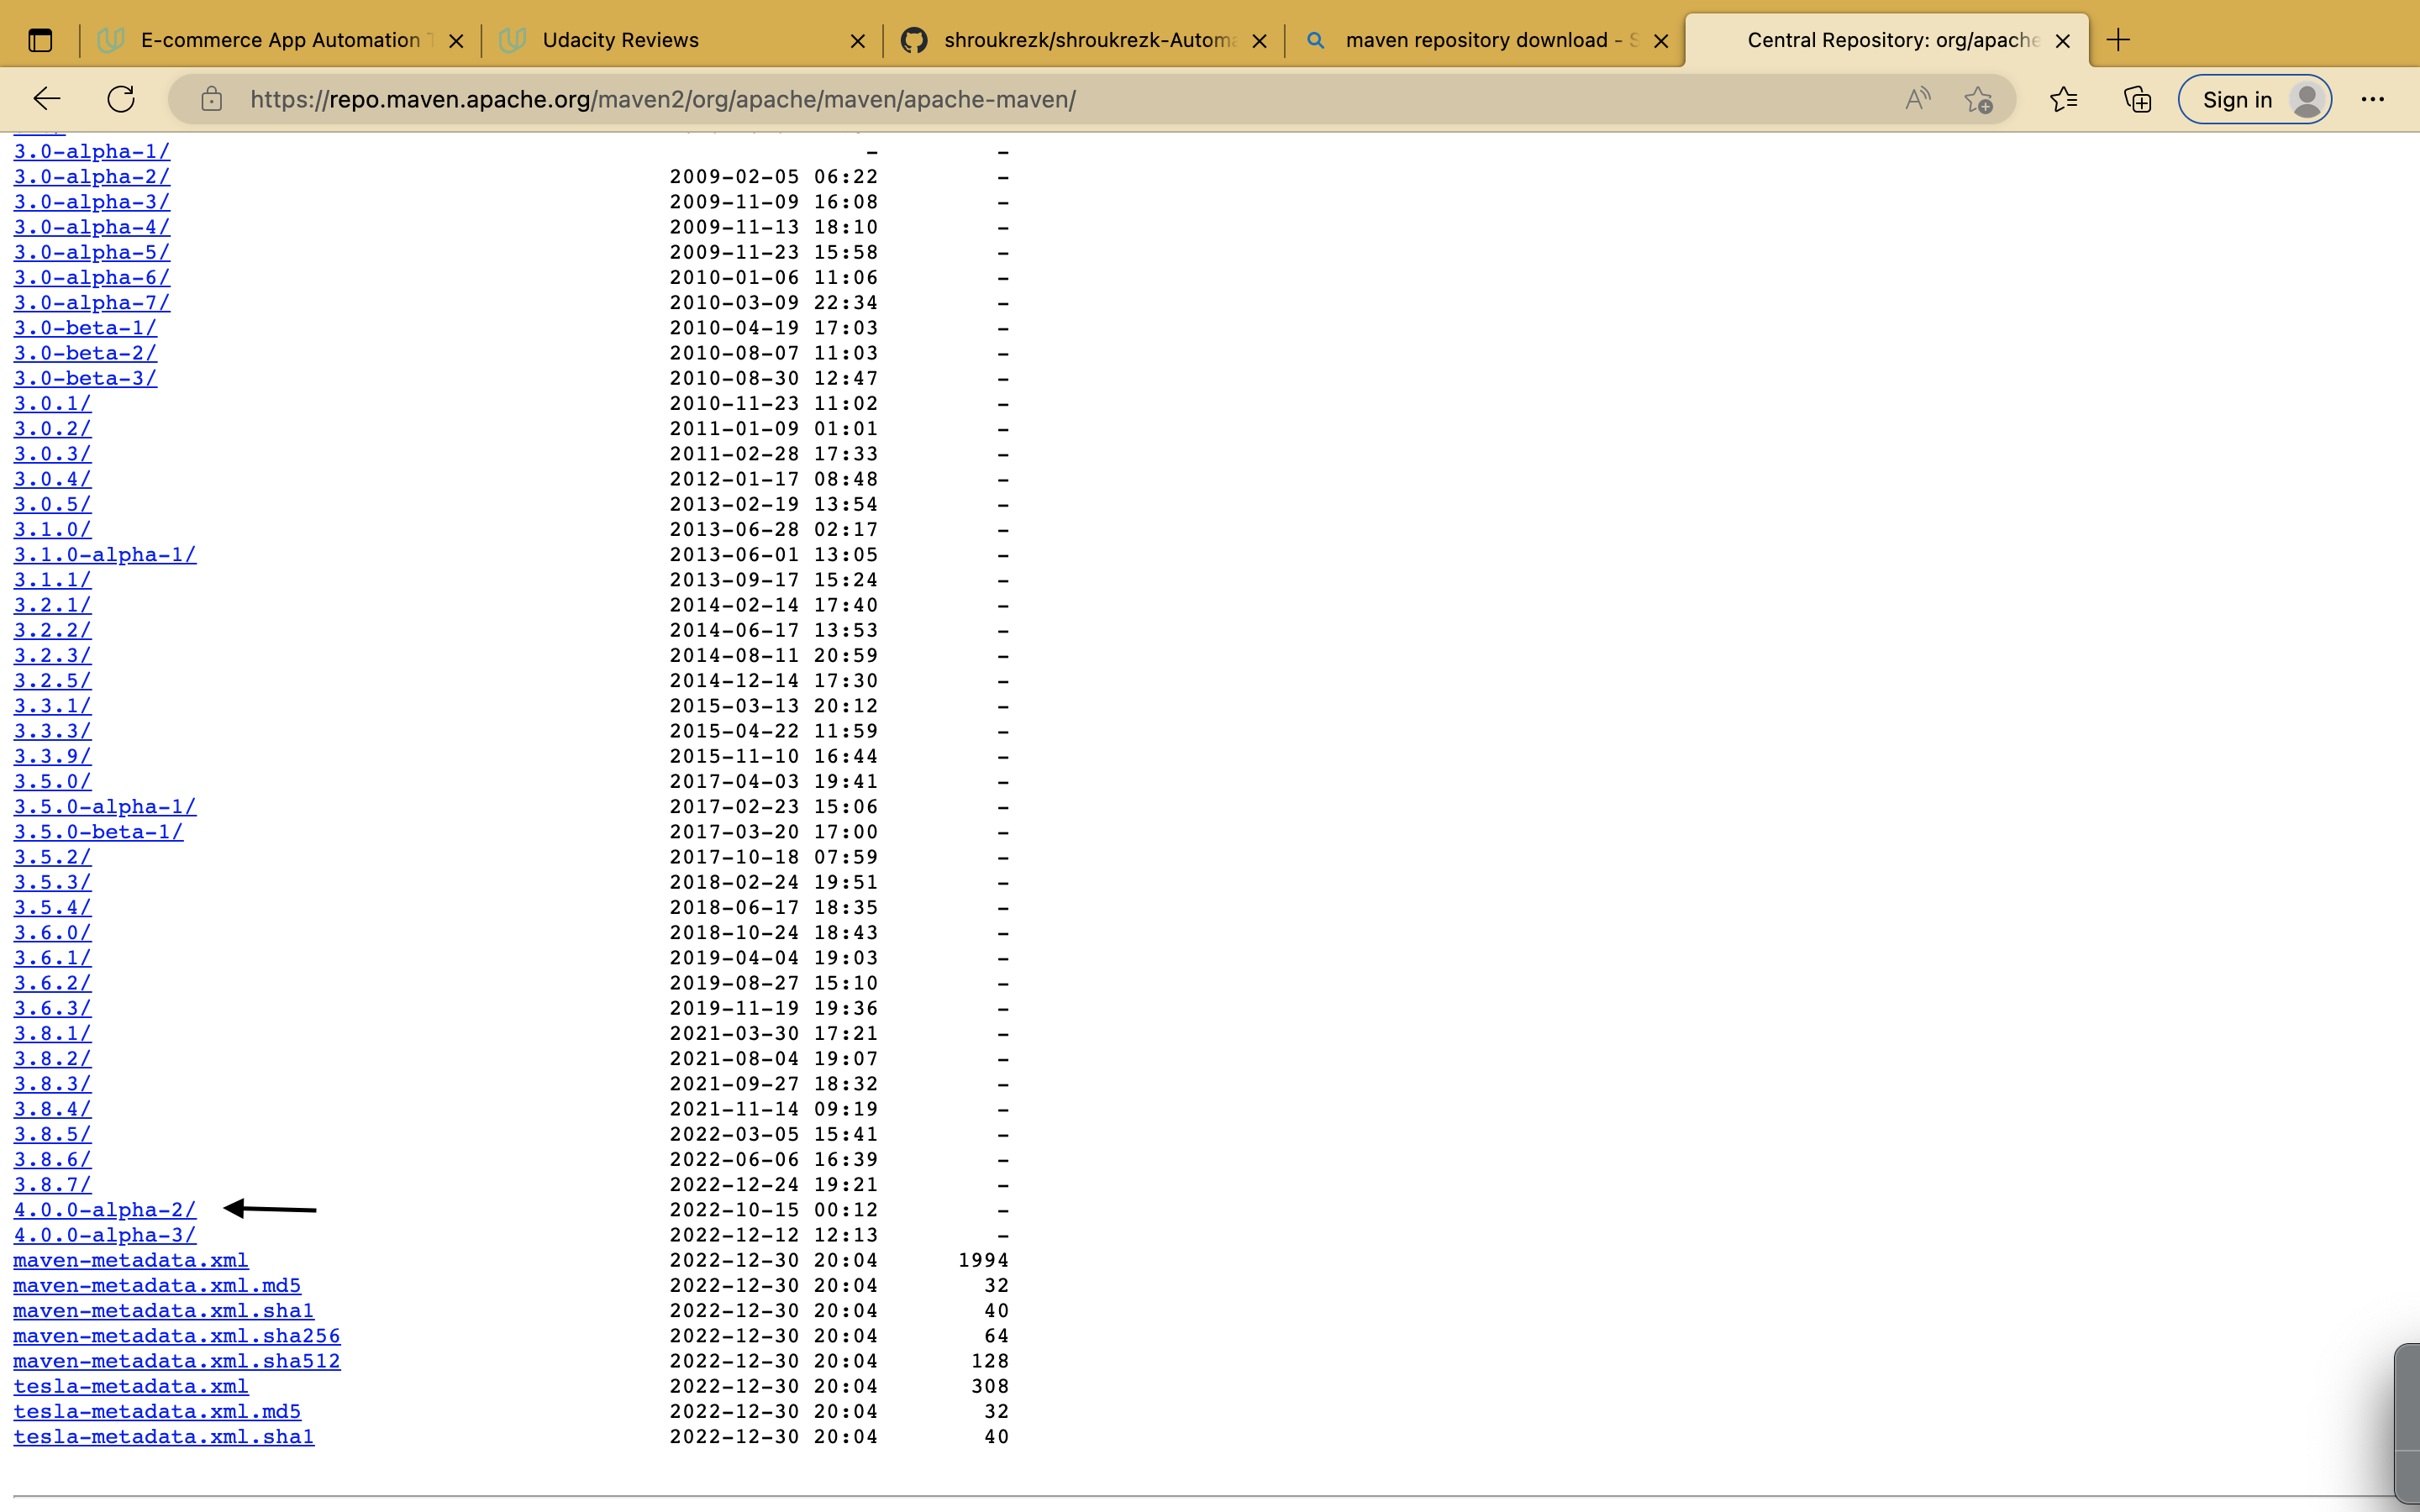 E-commerce App Automation
Udacity Reviews
shroukrezk/shroukrezk-Automa
maven repository download - S
Central Repository: org/apache
https://repo.maven.apache.org/maven2/org/apache/maven/apache-maven/
Sign in
3.0-alpha-1/ - -
3.0-alpha-2/ 2009-02-05 06:22 -
3.0-alpha-3/ 2009-11-09 16:08 -
3.0-alpha-4/ 2009-11-13 18:10 -
3.0-alpha-5/ 2009-11-23 15:58 -
3.0-alpha-6/ 2010-01-06 11:06 -
3.0-alpha-7/ 2010-03-09 22:34 -
3.0-beta-1/ 2010-04-19 17:03 -
3.0-beta-2/ 2010-08-07 11:03 -
3.0-beta-3/ 2010-08-30 12:47 -
3.0.1/ 2010-11-23 11:02 -
3.0.2/ 2011-01-09 01:01 -
3.0.3/ 2011-02-28 17:33 -
3.0.4/ 2012-01-17 08:48 -
3.0.5/ 2013-02-19 13:54 -
3.1.0/ 2013-06-28 02:17 -
3.1.0-alpha-1/ 2013-06-01 13:05 -
3.1.1/ 2013-09-17 15:24 -
3.2.1/ 2014-02-14 17:40 -
3.2.2/ 2014-06-17 13:53 -
3.2.3/ 2014-08-11 20:59 -
3.2.5/ 2014-12-14 17:30 -
3.3.1/ 2015-03-13 20:12 -
3.3.3/ 2015-04-22 11:59 -
3.3.9/ 2015-11-10 16:44 -
3.5.0/ 2017-04-03 19:41 -
3.5.0-alpha-1/ 2017-02-23 15:06 -
3.5.0-beta-1/ 2017-03-20 17:00 -
3.5.2/ 2017-10-18 07:59 -
3.5.3/ 2018-02-24 19:51 -
3.5.4/ 2018-06-17 18:35 -
3.6.0/ 2018-10-24 18:43 -
3.6.1/ 2019-04-04 19:03 -
3.6.2/ 2019-08-27 15:10 -
3.6.3/ 2019-11-19 19:36 -
3.8.1/ 2021-03-30 17:21 -
3.8.2/ 2021-08-04 19:07 -
3.8.3/ 2021-09-27 18:32 -
3.8.4/ 2021-11-14 09:19 -
3.8.5/ 2022-03-05 15:41 -
3.8.6/ 2022-06-06 16:39 -
3.8.7/ 2022-12-24 19:21 -
4.0.0-alpha-2/ 2022-10-15 00:12 -
4.0.0-alpha-3/ 2022-12-12 12:13 -
maven-metadata.xml 2022-12-30 20:04 1994
maven-metadata.xml.md5 2022-12-30 20:04 32
maven-metadata.xml.sha1 2022-12-30 20:04 40
maven-metadata.xml.sha256 2022-12-30 20:04 64
maven-metadata.xml.sha512 2022-12-30 20:04 128
tesla-metadata.xml 2022-12-30 20:04 308
tesla-metadata.xml.md5 2022-12-30 20:04 32
tesla-metadata.xml.sha1 2022-12-30 20:04 40